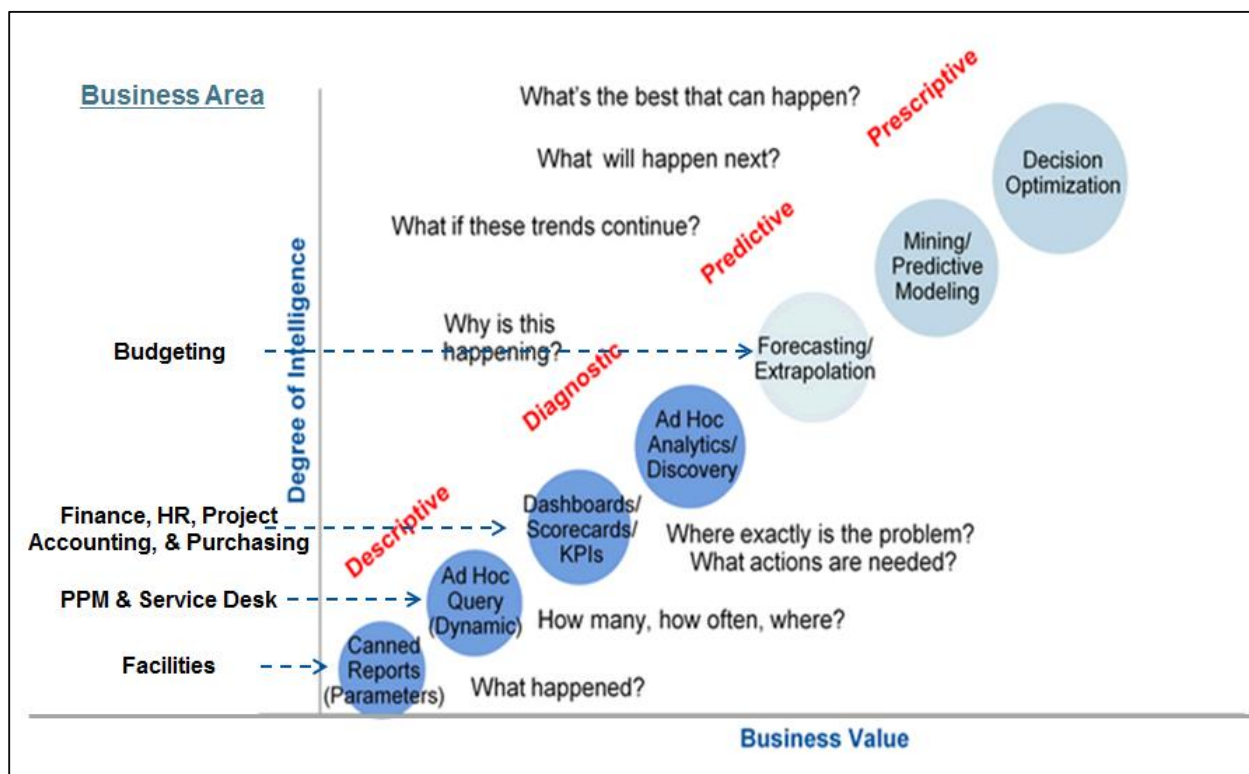 Business Area
What's the best that can happen?
Prescriptive
What will happen next?
Decision
Optimization
What if these trends continue?
Predictive
Mining/
Predictive
Modeling
Degree of Intelligence
Why is this
happening?
Budgeting
Forecasting/
Extrapolation
Diagnostic
Ad Hoc
Analytics/
Discovery
Descriptive
Finance, HR, Project
Accounting, & Purchasing
Dashboards/
Scorecards/
KPIs
Where exactly is the problem?
What actions are needed?
PPM & Service Desk
Ad Hoc
Query
(Dynamic)
How many, how often, where?
Facilities
Canned
Reports
(Parameters)
What happened?
Business Value